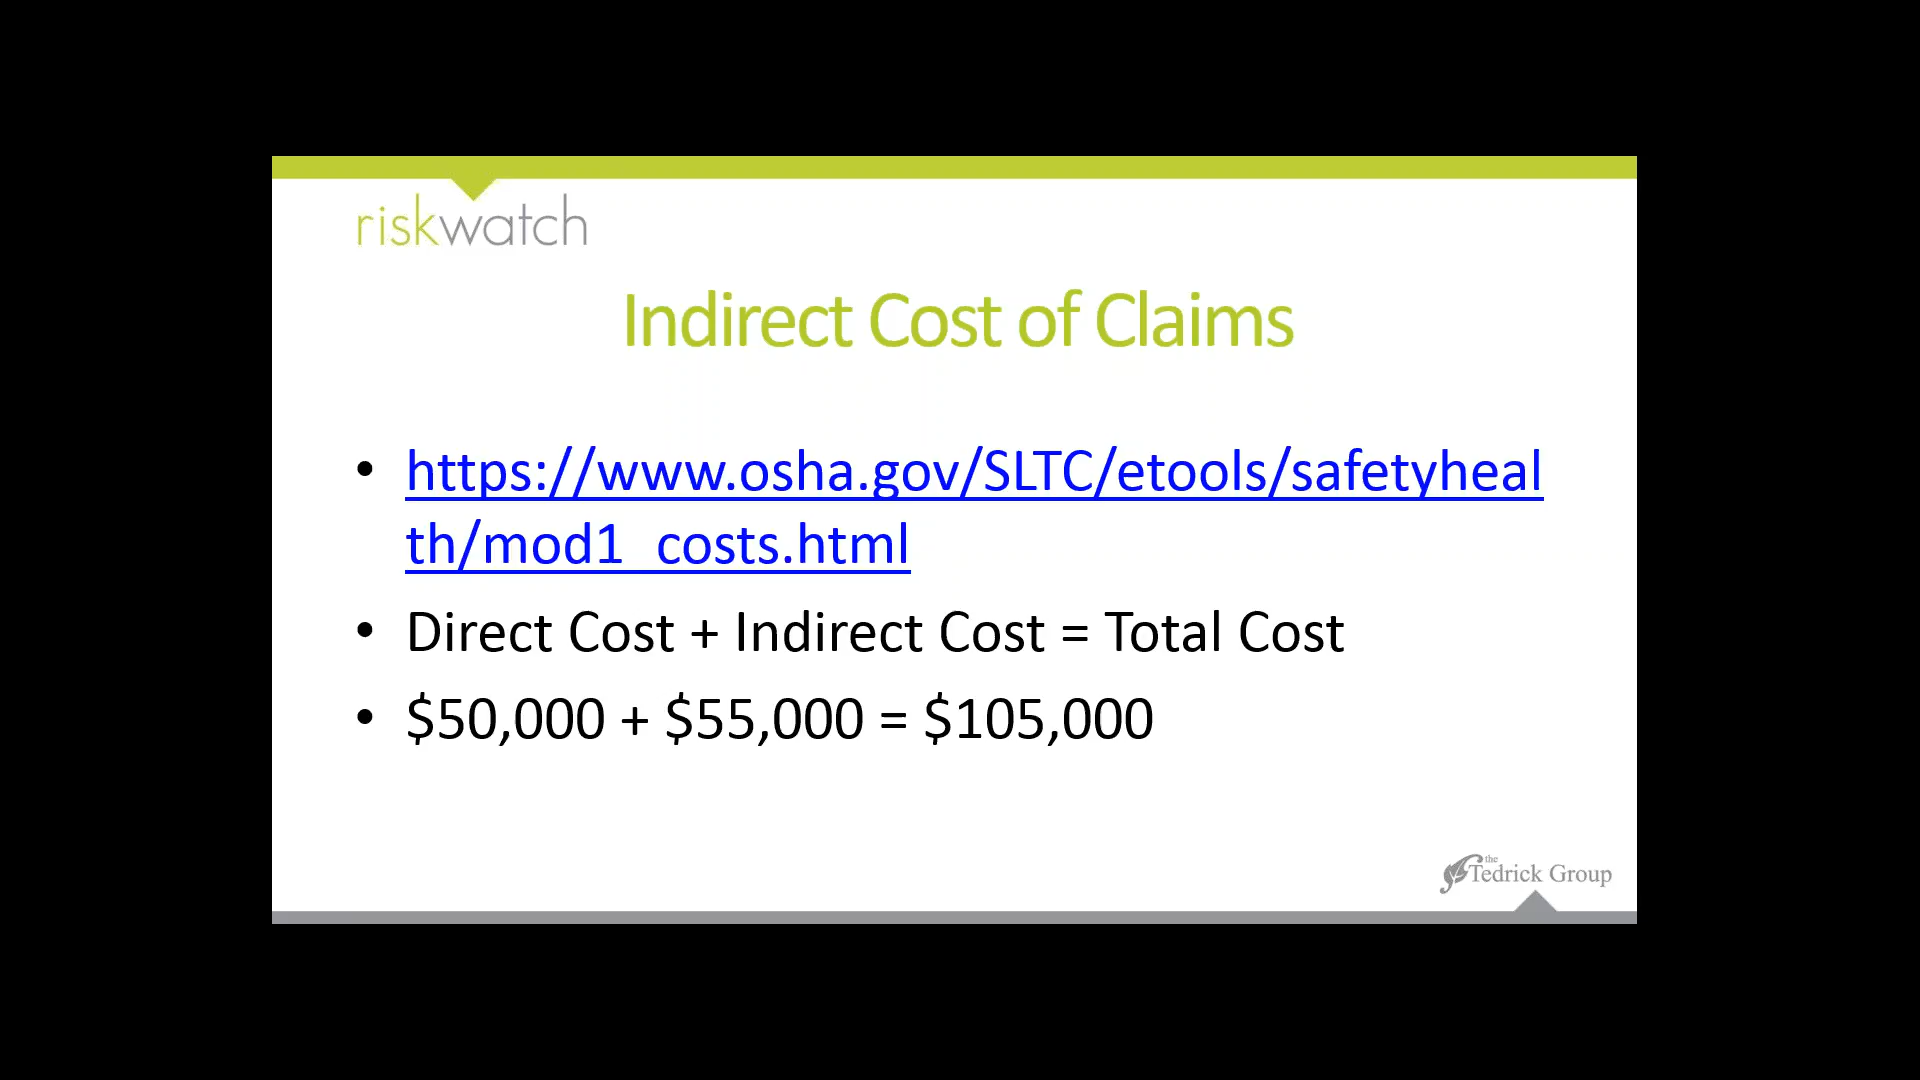 riskwatch
Indirect Cost of Claims
• https://www.osha.gov/SLTC/etools/safetyheal
th/mod1_costs.html
• Direct Cost + Indirect Cost = Total Cost
• $50,000 + $55,000 = $105,000
the
Tedrick Group